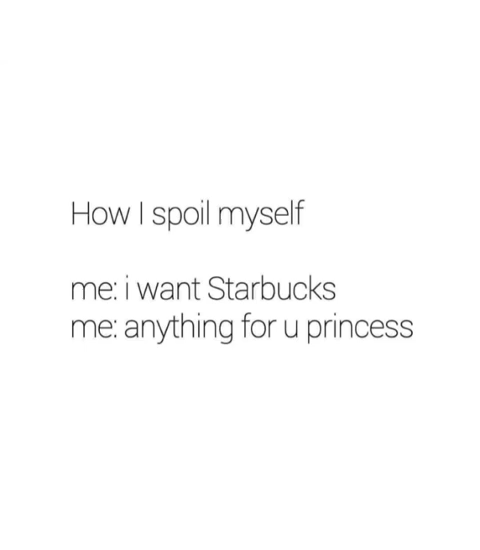 How I spoil myself
me: i want Starbucks
me: anything for u princess